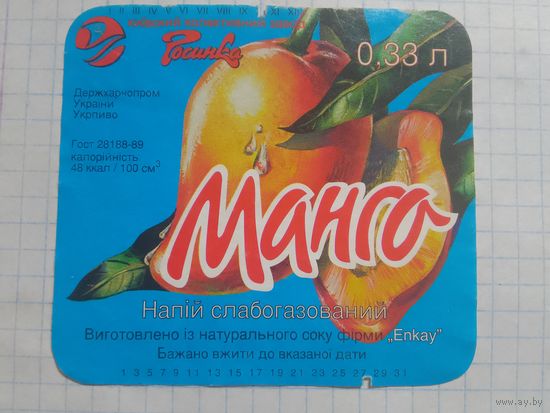 I II III IV V VI VII VIII IX X XI XII
Росинка
0,33 л
Держхарчопром
України
Укрпиво
Гост 28188-89
калорійність
48 ккал / 100 см³
Манго
Напій слабогазований
Виготовлено із натурального соку фірми „Enkay”
Бажано вжити до вказаної дати
1 3 5 7 9 11 13 15 17 19 21 23 25 27 29 31
www.ay.by